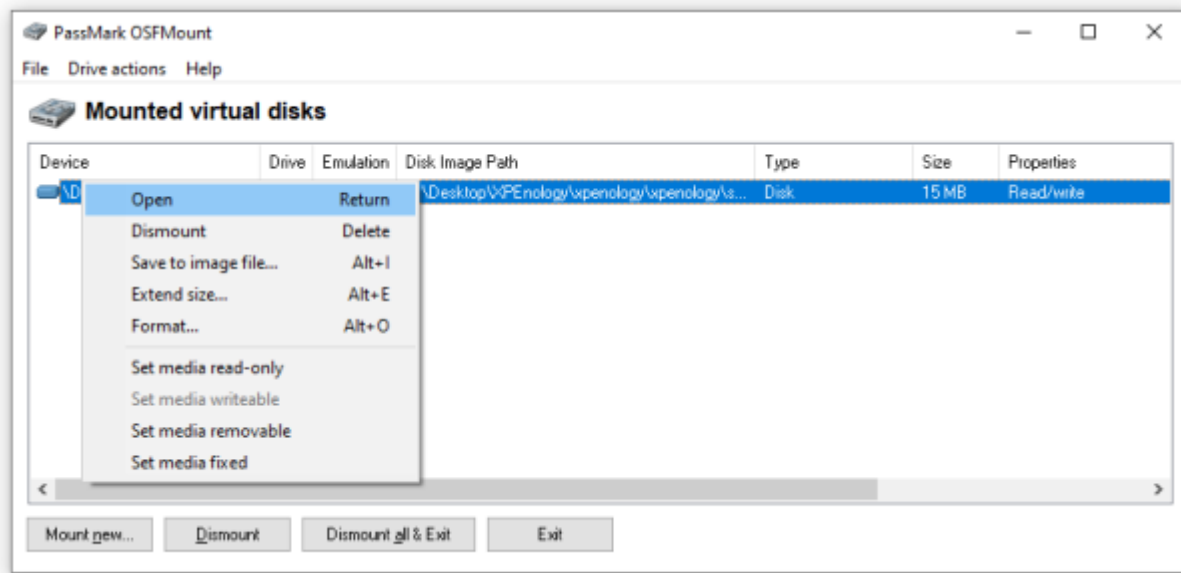 PassMark OSFMount
File Drive actions Help
Mounted virtual disks
Device Drive Emulation Disk Image Path Type Size Properties
\D \Desktop\XPEnology\xpenology\xpenology\s... Disk 15 MB Read/write
Open Return
Dismount Delete
Save to image file... Alt+I
Extend size... Alt+E
Format... Alt+O
Set media read-only
Set media writeable
Set media removable
Set media fixed
Mount new... Dismount Dismount all & Exit Exit